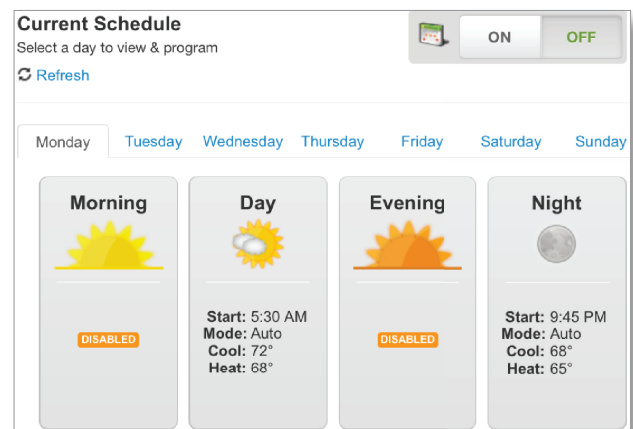 Current Schedule
Select a day to view & program
Refresh
ON OFF
Monday Tuesday Wednesday Thursday Friday Saturday Sunday
Morning
DISABLED
Day
Start: 5:30 AM
Mode: Auto
Cool: 72°
Heat: 68°
Evening
DISABLED
Night
Start: 9:45 PM
Mode: Auto
Cool: 68°
Heat: 65°